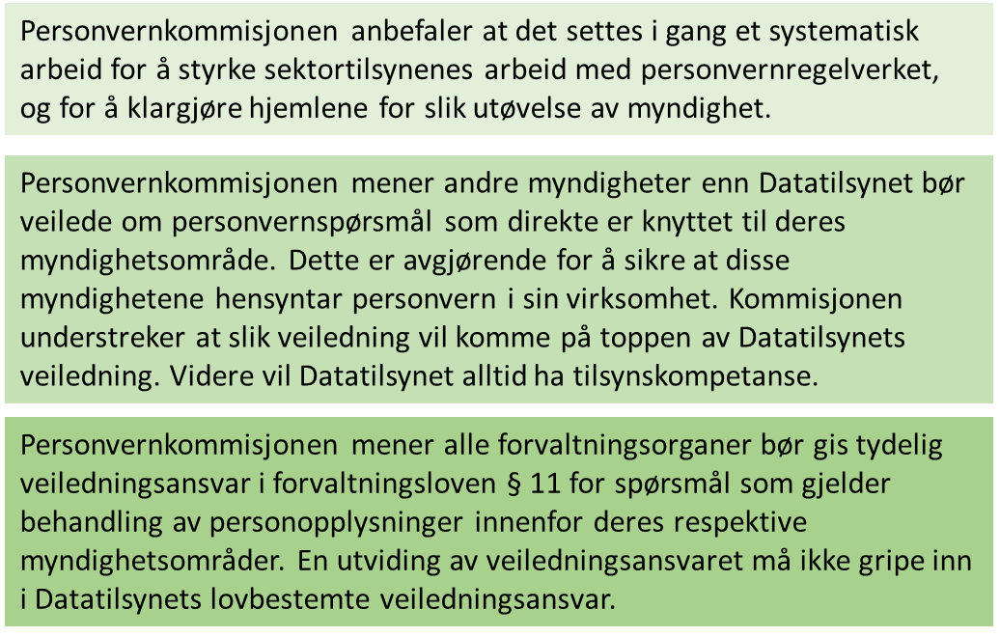 Personvernkommisjonen anbefaler at det settes i gang et systematisk
arbeid for å styrke sektortilsynenes arbeid med personvernregelverket,
og for å klargjøre hjemlene for slik utøvelse av myndighet.
Personvernkommisjonen mener andre myndigheter enn Datatilsynet bør
veilede om personvernspørsmål som direkte er knyttet til deres
myndighetsområde. Dette er avgjørende for å sikre at disse
myndighetene hensyntar personvern i sin virksomhet. Kommisjonen
understreker at slik veiledning vil komme på toppen av Datatilsynets
veiledning. Videre vil Datatilsynet alltid ha tilsynskompetanse.
Personvernkommisjonen mener alle forvaltningsorganer bør gis tydelig
veiledningsansvar i forvaltningsloven § 11 for spørsmål som gjelder
behandling av personopplysninger innenfor deres respektive
myndighetsområder. En utviding av veiledningsansvaret må ikke gripe inn
i Datatilsynets lovbestemte veiledningsansvar.